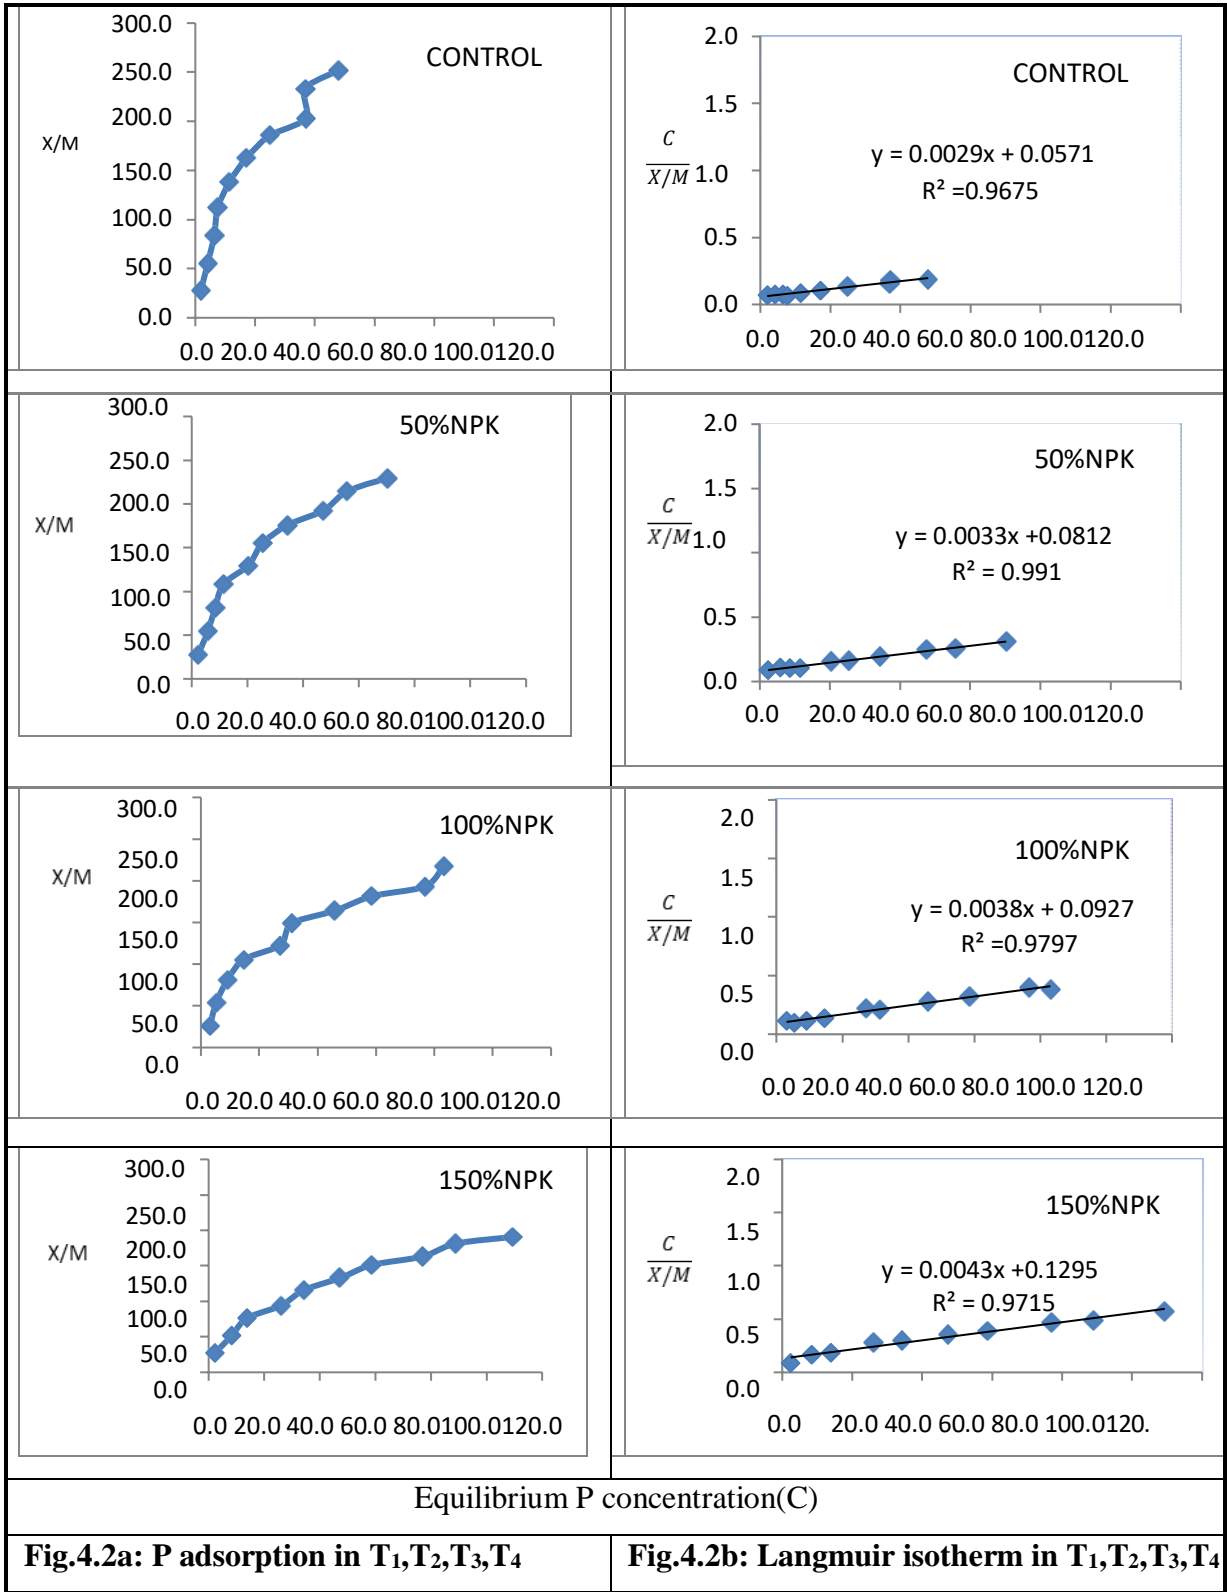 300.0
250.0
200.0
X/M
150.0
100.0
50.0
0.0
CONTROL
0.0 20.0 40.0 60.0 80.0 100.0120.0
2.0
1.5
C
X/M 1.0
0.5
0.0
CONTROL
y = 0.0029x + 0.0571
R² =0.9675
0.0 20.0 40.0 60.0 80.0 100.0120.0
300.0
250.0
200.0
X/M
150.0
100.0
50.0
0.0
50%NPK
0.0 20.0 40.0 60.0 80.0100.0120.0
2.0
1.5
C
X/M1.0
0.5
0.0
50%NPK
y = 0.0033x +0.0812
R² = 0.991
0.0 20.0 40.0 60.0 80.0 100.0120.0
300.0
250.0
X/M
200.0
150.0
100.0
50.0
0.0
100%NPK
0.0 20.0 40.0 60.0 80.0 100.0120.0
2.0
1.5
C
X/M
1.0
0.5
0.0
100%NPK
y = 0.0038x + 0.0927
R² =0.9797
0.0 20.0 40.0 60.0 80.0 100.0 120.0
300.0
250.0
X/M
200.0
150.0
100.0
50.0
0.0
150%NPK
0.0 20.0 40.0 60.0 80.0100.0120.0
2.0
1.5
C
X/M
1.0
0.5
0.0
150%NPK
y = 0.0043x +0.1295
R² = 0.9715
0.0 20.0 40.0 60.0 80.0 100.0120.
Equilibrium P concentration(C)
Fig.4.2a: P adsorption in T₁,T₂,T₃,T₄
Fig.4.2b: Langmuir isotherm in T₁,T₂,T₃,T₄